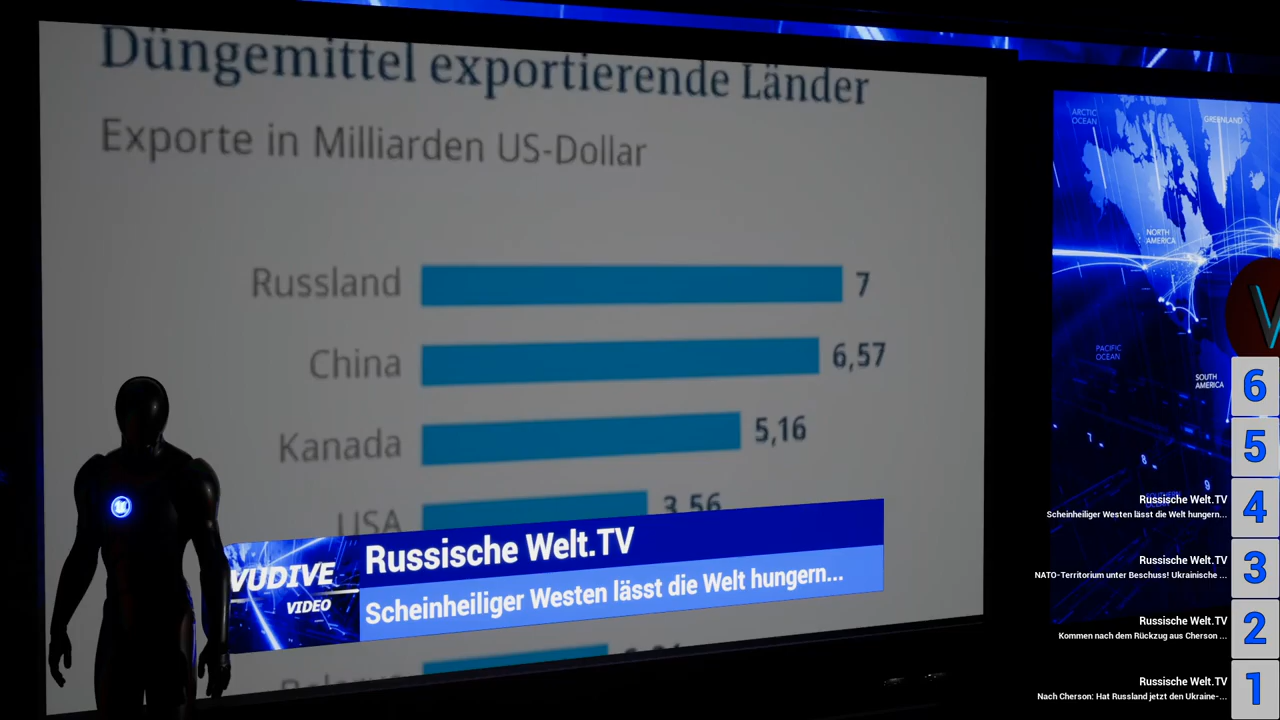 Düngemittel exportierende Länder
Exporte in Milliarden US-Dollar
Russland 7
China 6,57
Kanada 5,16
USA 3,56
VUDIVE
VIDEO
Russische Welt.TV
Scheinheiliger Westen lässt die Welt hungern...
ARCTIC
OCEAN
GREENLAND
NORTH
AMERICA
PACIFIC
OCEAN
SOUTH
AMERICA
6
5
Russische Welt.TV
Scheinheiliger Westen lässt die Welt hungern...
4
Russische Welt.TV
NATO-Territorium unter Beschuss! Ukrainische ...
3
Russische Welt.TV
Kommen nach dem Rückzug aus Cherson ...
2
Russische Welt.TV
Nach Cherson: Hat Russland jetzt den Ukraine-...
1